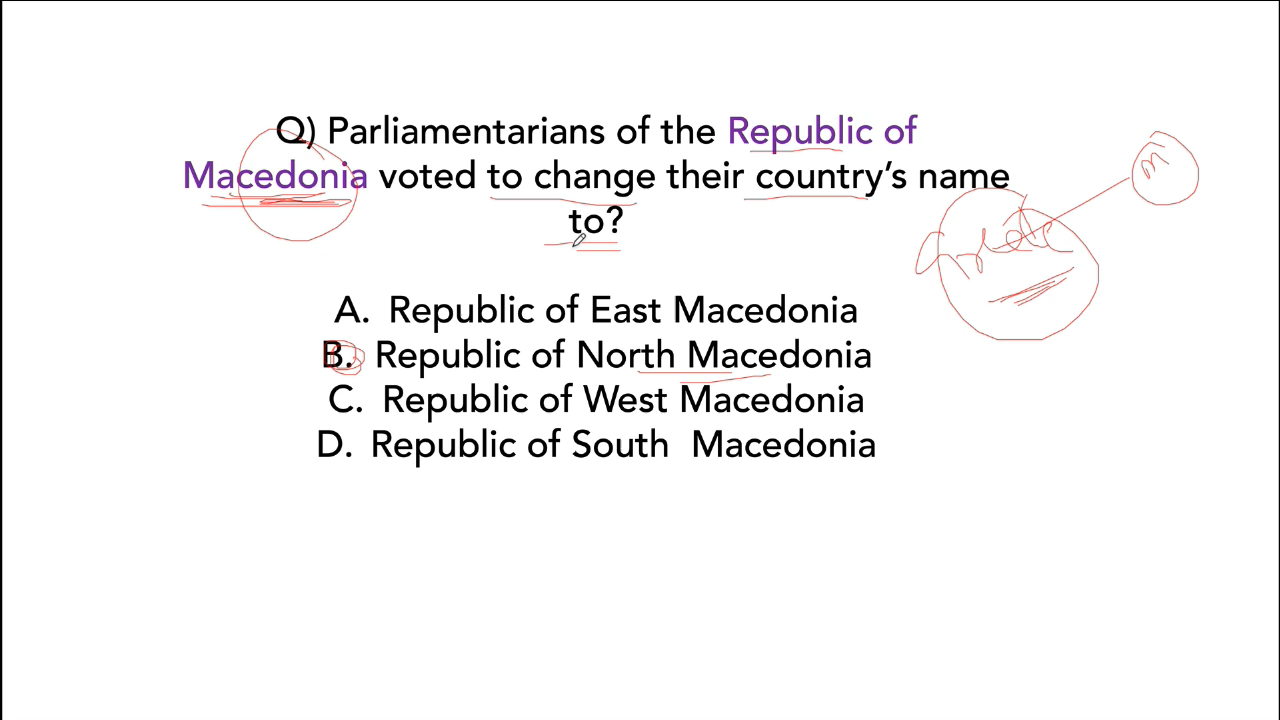 Q) Parliamentarians of the Republic of
Macedonia voted to change their country's name
to?
A. Republic of East Macedonia
B. Republic of North Macedonia
C. Republic of West Macedonia
D. Republic of South Macedonia